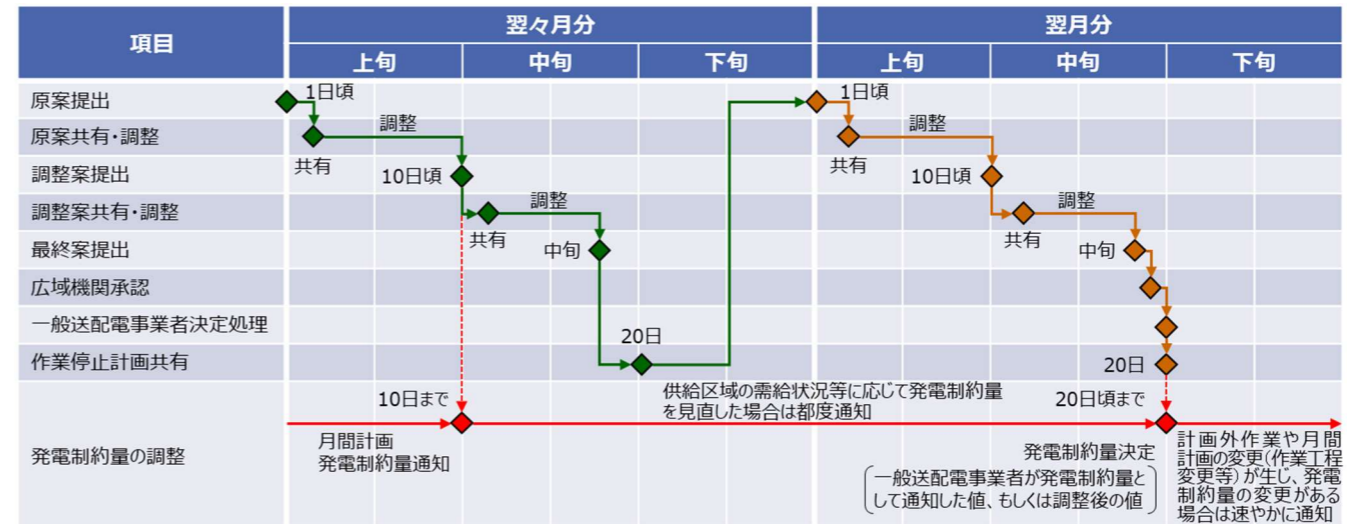 項目
翌々月分
翌月分
上旬
中旬
下旬
上旬
中旬
下旬
原案提出
1日頃
1日頃
原案共有・調整
調整
調整
共有
共有
調整案提出
10日頃
10日頃
調整案共有・調整
調整
調整
共有
共有
最終案提出
中旬
中旬
広域機関承認
一般送配電事業者決定処理
20日
作業停止計画共有
20日
発電制約量の調整
10日まで
供給区域の需給状況等に応じて発電制約量
を見直した場合は都度通知
20日頃まで
月間計画
発電制約量通知
発電制約量決定
一般送配電事業者が発電制約量と
して通知した値、もしくは調整後の値
計画外作業や月間
計画の変更(作業工程
変更等)が生じ、発電
制約量の変更がある
場合は速やかに通知